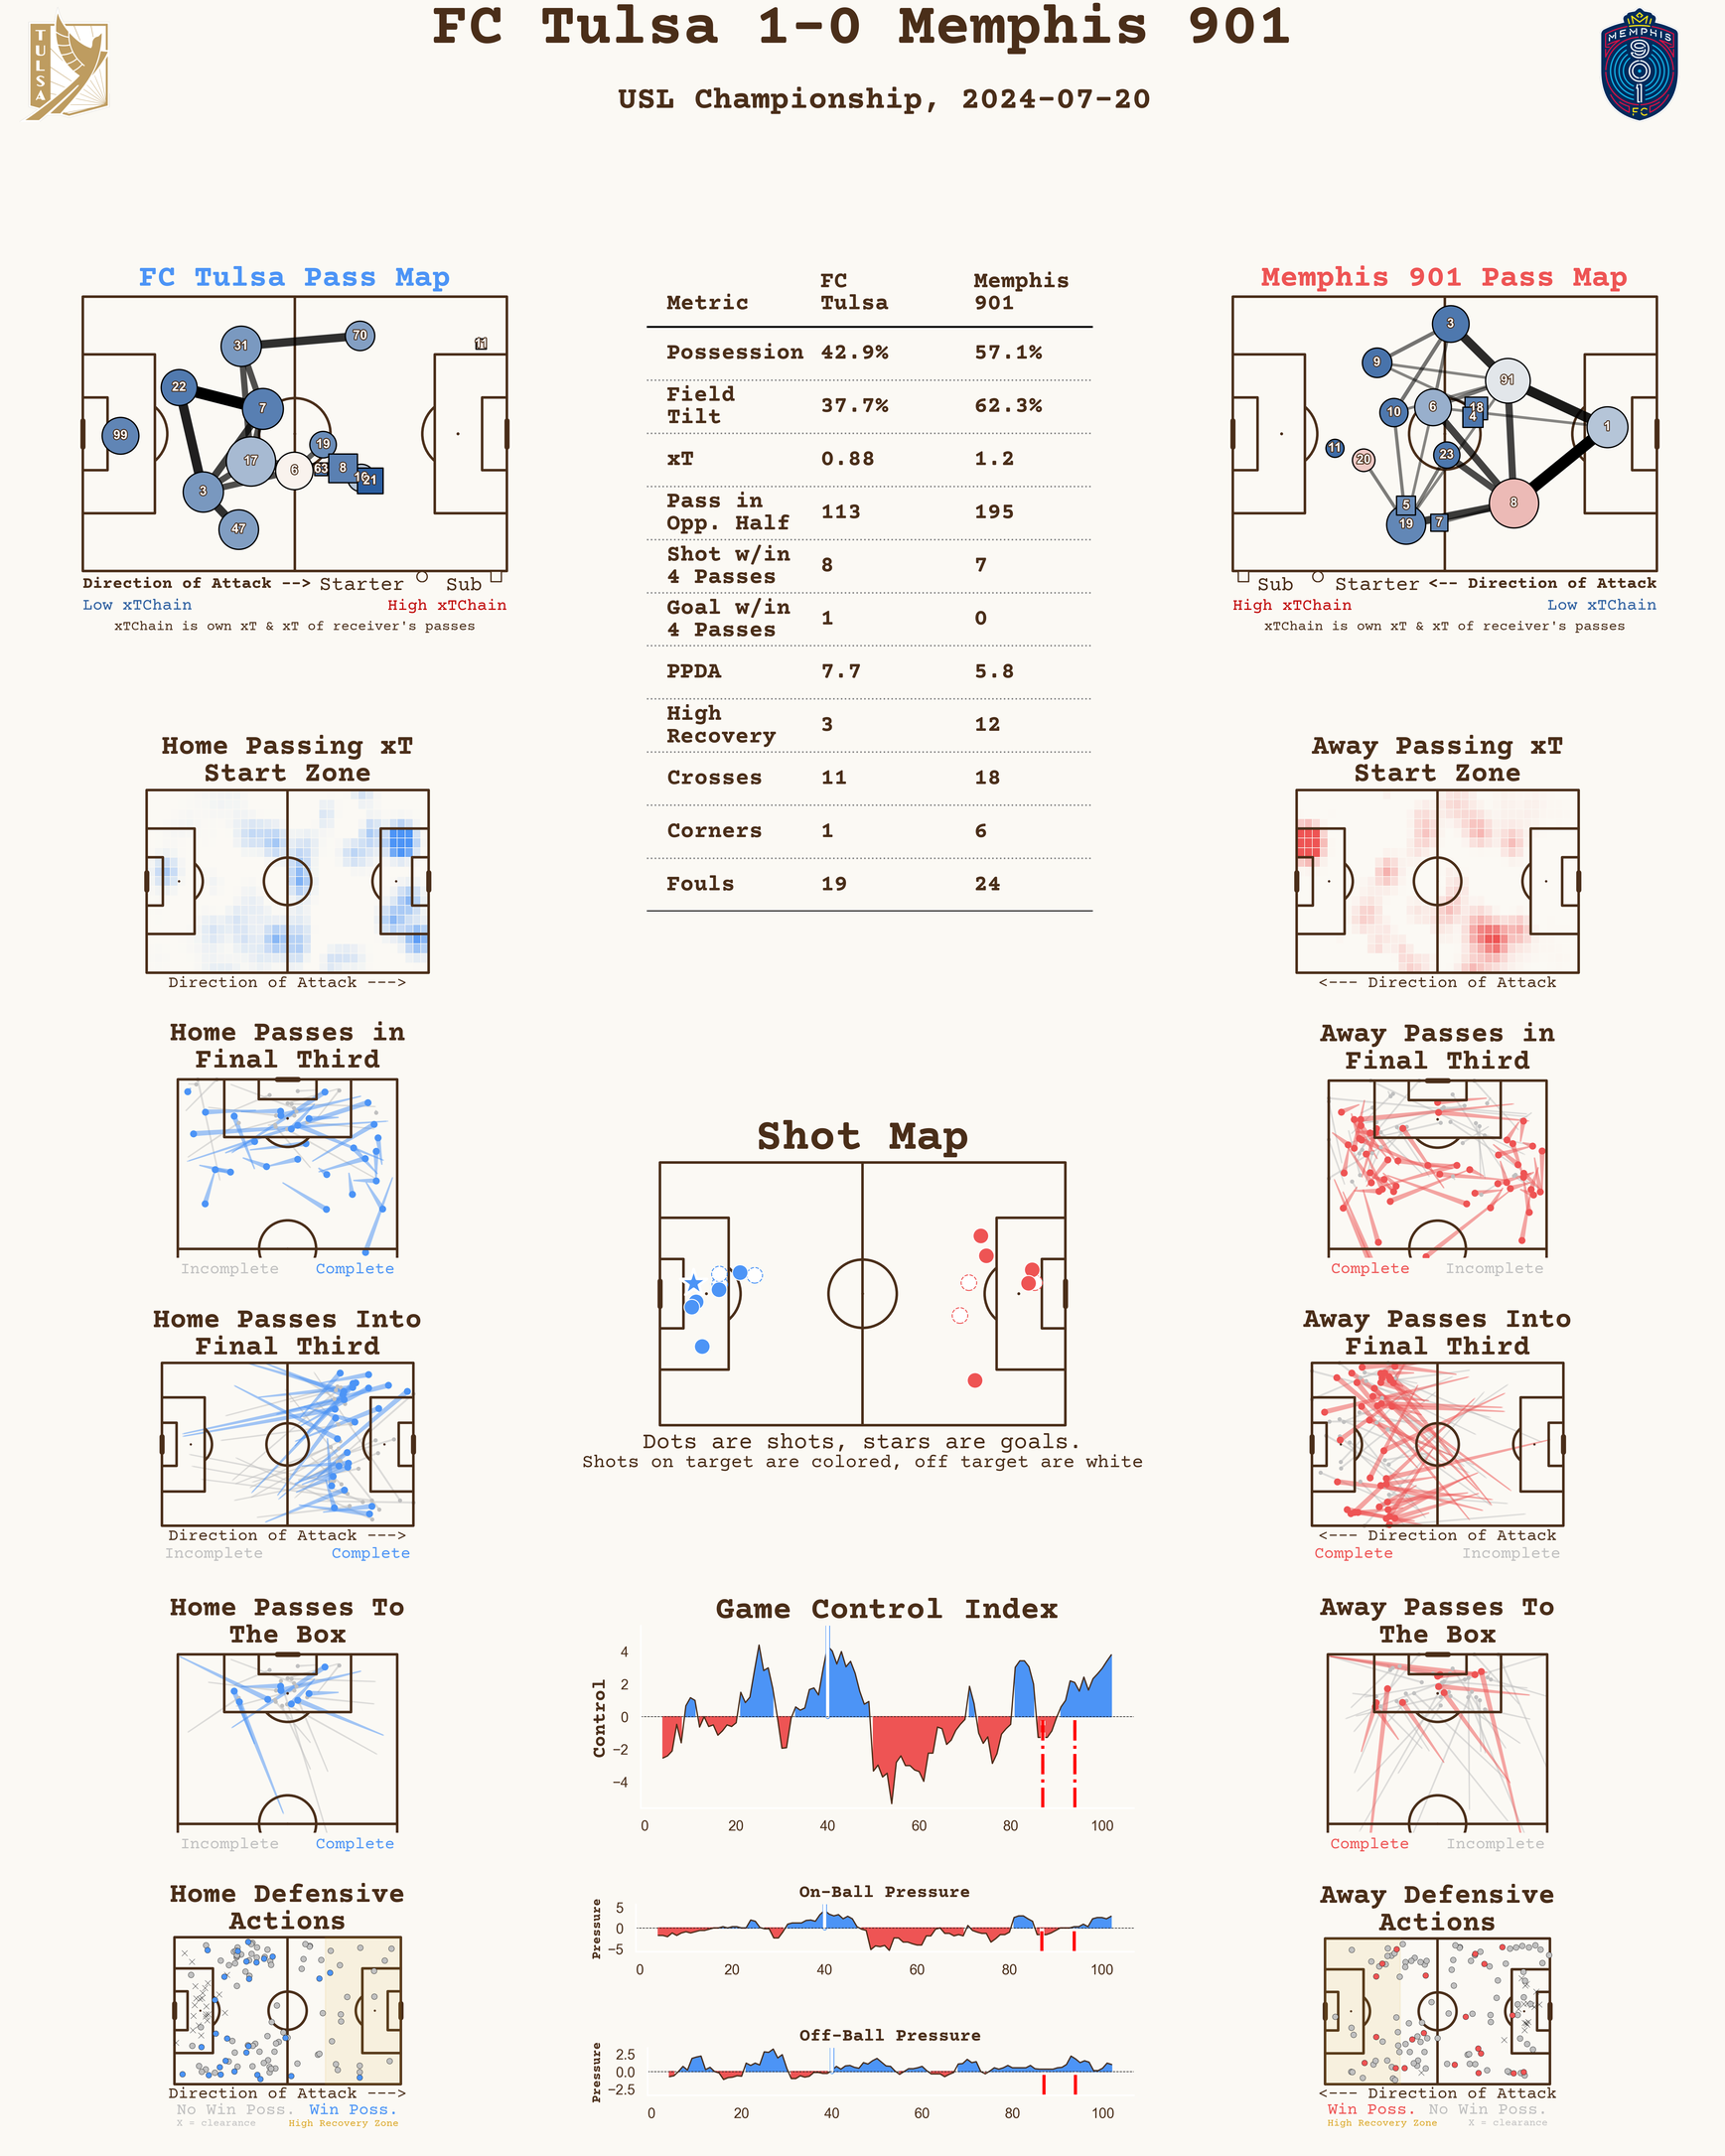 FC Tulsa 1-0 Memphis 901
USL Championship, 2024-07-20
TULSA
MEMPHIS
901
FC
FC Tulsa Pass Map
31
70
11
22
7
99
19
17
6
63
8
21
3
47
Direction of Attack --> Starter Sub
Low xTChain High xTChain
xTChain is own xT & xT of receiver's passes
Metric FC Tulsa Memphis 901
Possession 42.9% 57.1%
Field Tilt 37.7% 62.3%
xT 0.88 1.2
Pass in Opp. Half 113 195
Shot w/in 4 Passes 8 7
Goal w/in 4 Passes 1 0
PPDA 7.7 5.8
High Recovery 3 12
Crosses 11 18
Corners 1 6
Fouls 19 24
Memphis 901 Pass Map
3
9
91
6
18
10
4
1
11
20
23
5
8
19
7
Sub Starter <-- Direction of Attack
High xTChain Low xTChain
xTChain is own xT & xT of receiver's passes
Home Passing xT
Start Zone
Direction of Attack --->
Away Passing xT
Start Zone
<--- Direction of Attack
Home Passes in
Final Third
Incomplete Complete
Away Passes in
Final Third
Complete Incomplete
Shot Map
Dots are shots, stars are goals.
Shots on target are colored, off target are white
Home Passes Into
Final Third
Direction of Attack --->
Incomplete Complete
Away Passes Into
Final Third
<--- Direction of Attack
Complete Incomplete
Home Passes To
The Box
Incomplete Complete
Game Control Index
Control
4
2
0
−2
−4
0 20 40 60 80 100
Away Passes To
The Box
Complete Incomplete
Home Defensive
Actions
Direction of Attack --->
No Win Poss. Win Poss.
X = clearance High Recovery Zone
On-Ball Pressure
Pressure
5
0
−5
0 20 40 60 80 100
Off-Ball Pressure
Pressure
2.5
0.0
−2.5
0 20 40 60 80 100
Away Defensive
Actions
<--- Direction of Attack
Win Poss. No Win Poss.
High Recovery Zone X = clearance